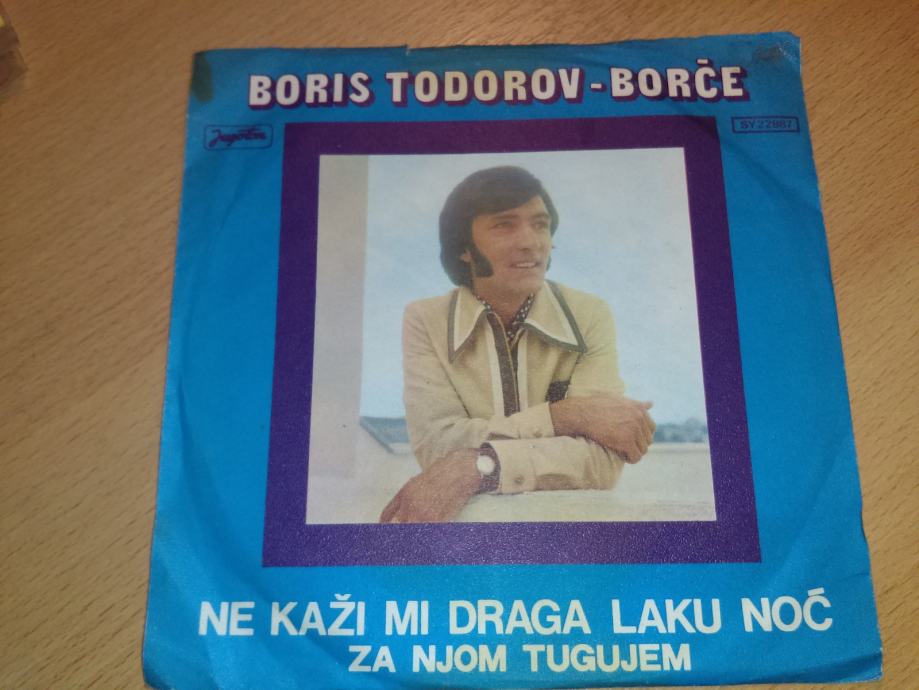 BORIS TODOROV-BORČE
Jugoton
SY 22887
NE KAŽI MI DRAGA LAKU NOĆ
ZA NJOM TUGUJEM